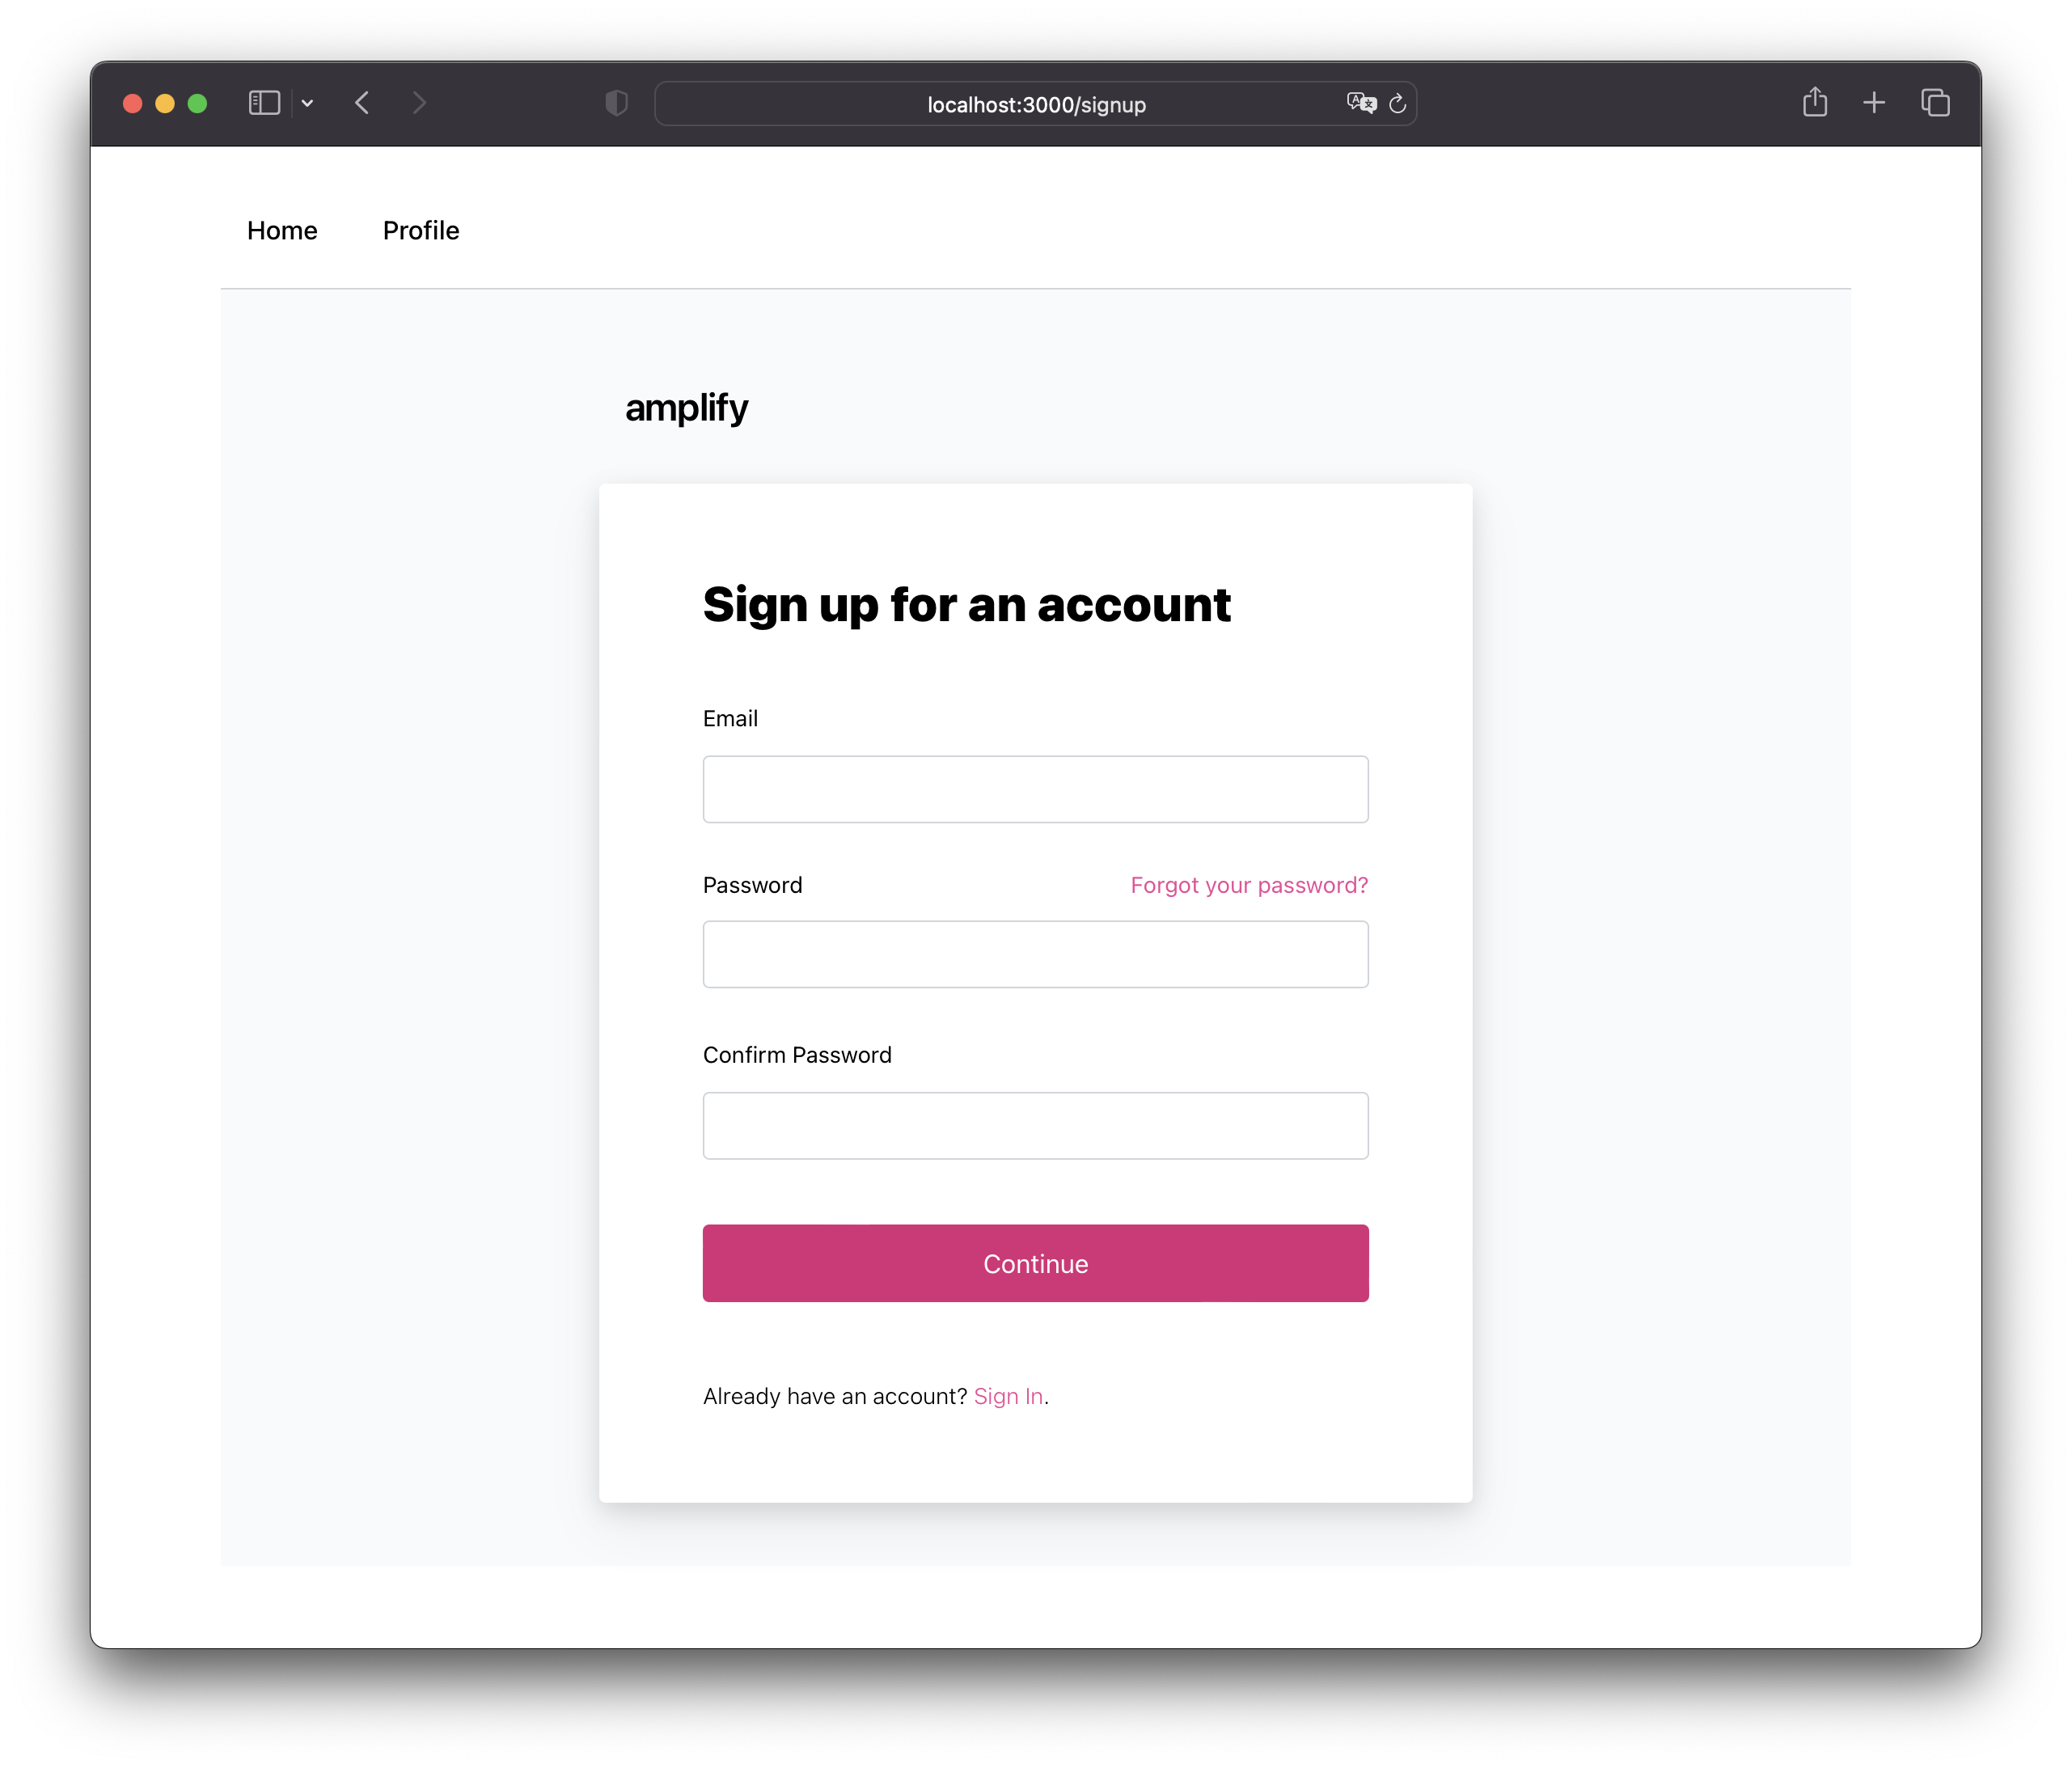 localhost:3000/signup
Home Profile
amplify
Sign up for an account
Email
Password Forgot your password?
Confirm Password
Continue
Already have an account? Sign In.